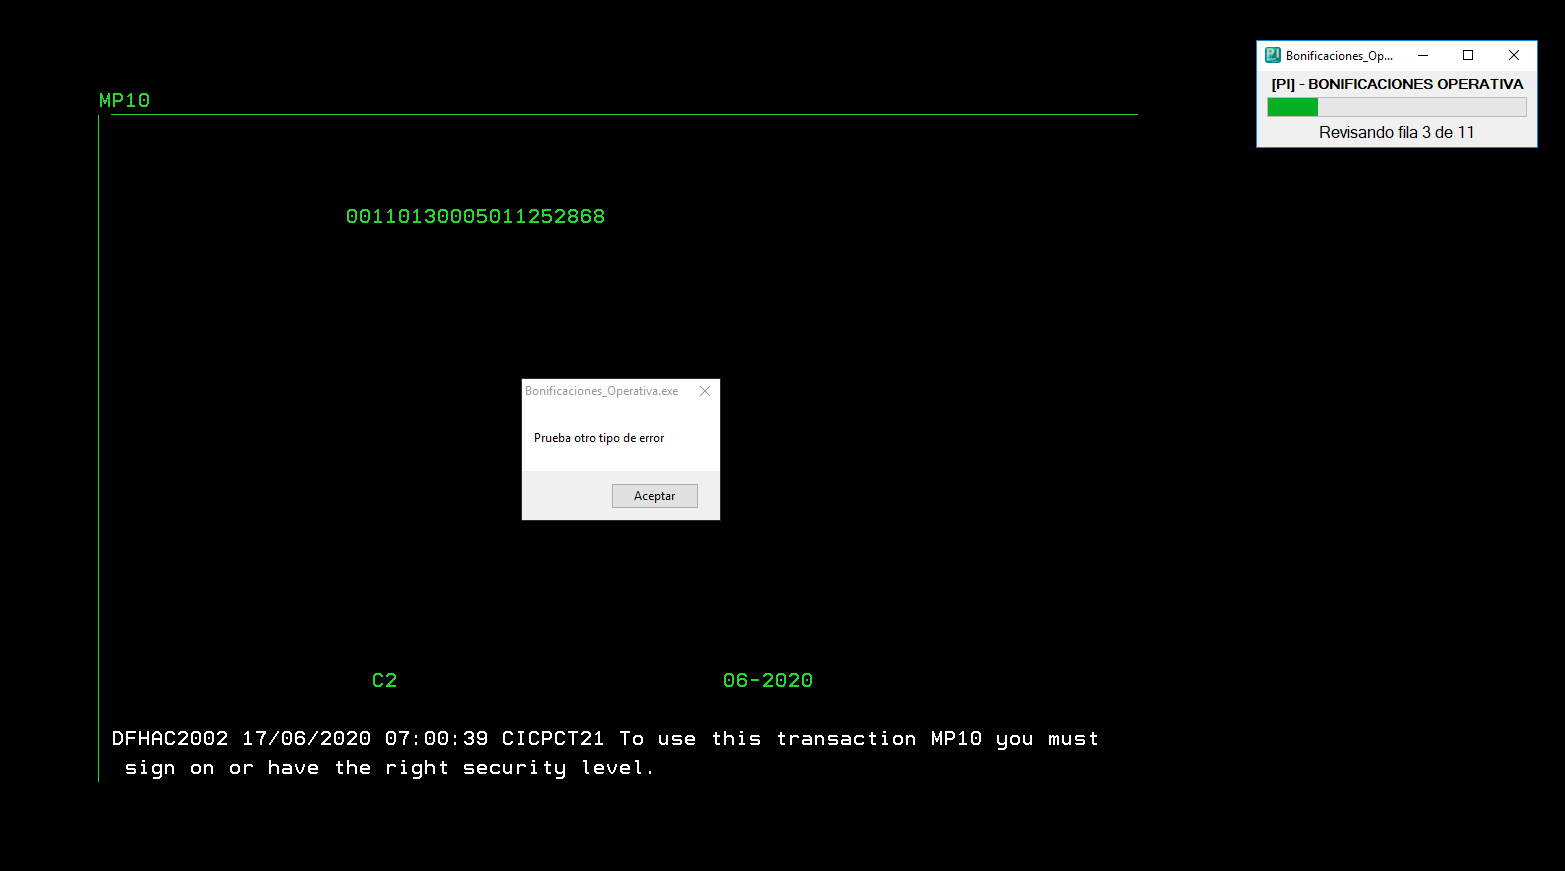 Bonificaciones_Op...
[PI] - BONIFICACIONES OPERATIVA
Revisando fila 3 de 11
MP10
00110130005011252868
Bonificaciones_Operativa.exe
Prueba otro tipo de error
Aceptar
C2 06-2020
DFHAC2002 17/06/2020 07:00:39 CICPCT21 To use this transaction MP10 you must
sign on or have the right security level.